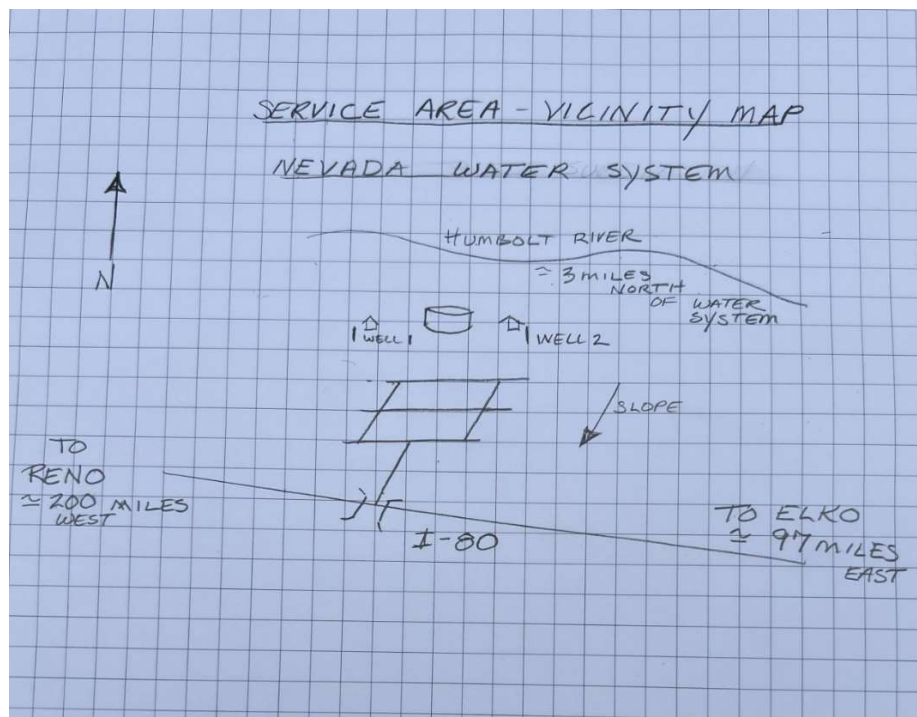 SERVICE AREA - VICINITY MAP
NEVADA WATER SYSTEM
N
HUMBOLT RIVER
≈ 3 MILES
NORTH
OF WATER
SYSTEM
WELL 1
WELL 2
SLOPE
TO
RENO
≈ 200 MILES
WEST
I-80
TO ELKO
≅ 97 MILES
EAST